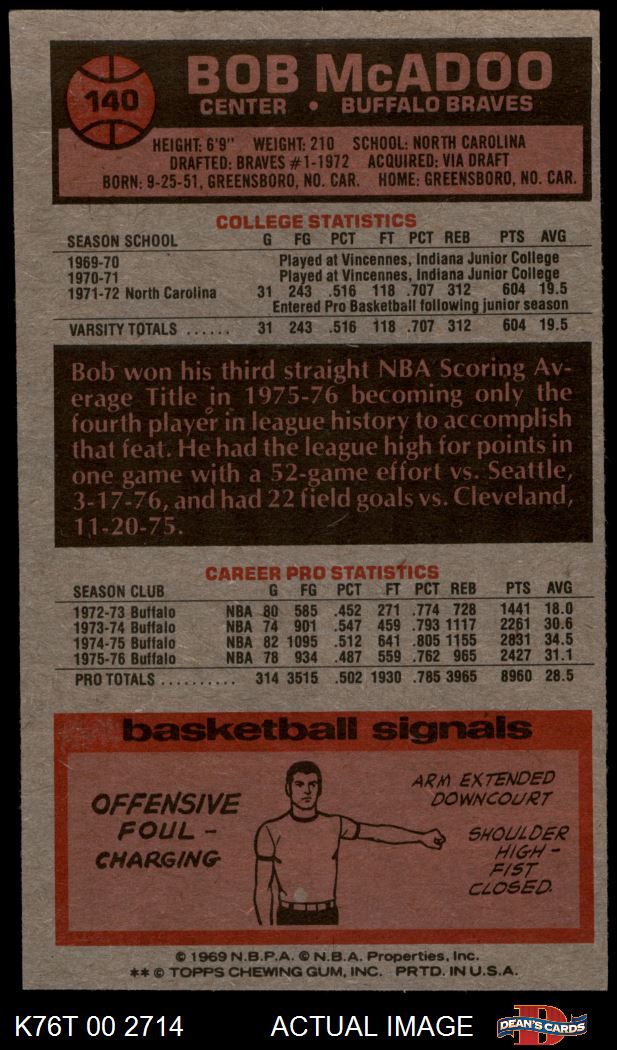 140
BOB McADOO
CENTER • BUFFALO BRAVES
HEIGHT: 6'9" WEIGHT: 210 SCHOOL: NORTH CAROLINA
DRAFTED: BRAVES #1-1972 ACQUIRED: VIA DRAFT
BORN: 9-25-51, GREENSBORO, NO. CAR. HOME: GREENSBORO, NO. CAR.
COLLEGE STATISTICS
SEASON SCHOOL G FG PCT FT PCT REB PTS AVG
1969-70 Played at Vincennes, Indiana Junior College
1970-71 Played at Vincennes, Indiana Junior College
1971-72 North Carolina 31 243 .516 118 .707 312 604 19.5
Entered Pro Basketball following junior season
VARSITY TOTALS ...... 31 243 .516 118 .707 312 604 19.5
Bob won his third straight NBA Scoring Av-
erage Title in 1975-76 becoming only the
fourth player in league history to accomplish
that feat. He had the league high for points in
one game with a 52-game effort vs. Seattle,
3-17-76, and had 22 field goals vs. Cleveland,
11-20-75.
CAREER PRO STATISTICS
SEASON CLUB G FG PCT FT PCT REB PTS AVG
1972-73 Buffalo NBA 80 585 .452 271 .774 728 1441 18.0
1973-74 Buffalo NBA 74 901 .547 459 .793 1117 2261 30.6
1974-75 Buffalo NBA 82 1095 .512 641 .805 1155 2831 34.5
1975-76 Buffalo NBA 78 934 .487 559 .762 965 2427 31.1
PRO TOTALS .......... 314 3515 .502 1930 .785 3965 8960 28.5
basketball signals
OFFENSIVE
FOUL -
CHARGING
ARM EXTENDED
DOWNCOURT
SHOULDER
HIGH -
FIST
CLOSED.
© 1969 N.B.P.A. © N.B.A. Properties, Inc.
** © TOPPS CHEWING GUM, INC. PRTD. IN U.S.A.
K76T 00 2714 ACTUAL IMAGE
D
DEAN'S CARDS